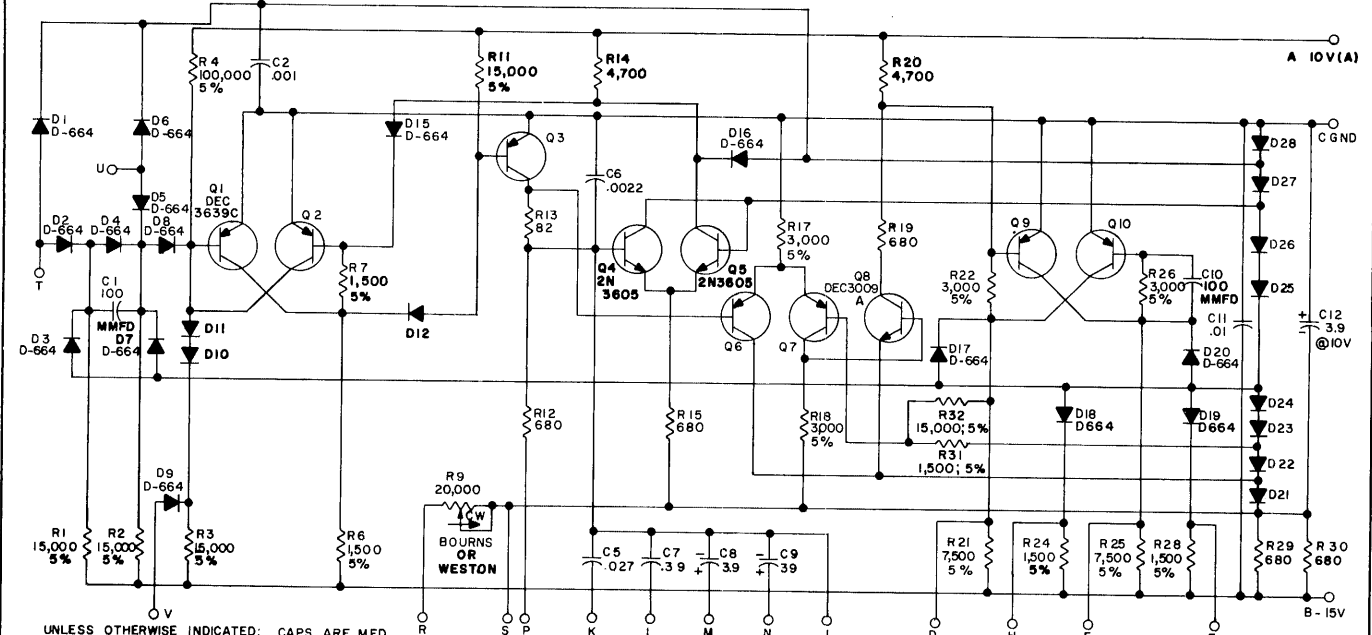 R4
100,000
5%
C2
.001
R11
15,000
5%
R14
4,700
R20
4,700
A 10V(A)
D1
D-664
D6
D-664
U
D5
D-664
D2
D-664
D4
D-664
D8
D-664
T
Q1
DEC
3639C
Q2
D15
D-664
Q3
D16
D-664
C6
.0022
R13
82
R7
1,500
5%
Q4
2N
3605
Q5
2N3605
R17
3,000
5%
Q6
Q7
Q8
DEC3009
A
R19
680
Q9
Q10
R22
3,000
5%
R26
3,000
5%
C10
100
MMFD
C11
.01
C GND
D28
D27
D26
D25
C12
+ 3.9
@10V
C1
100
MMFD
D3
D-664
D7
D-664
D11
D10
D12
D17
D-664
D20
D-664
R12
680
R15
680
R18
3,000
5%
R32
15,000; 5%
R31
1,500; 5%
D18
D664
D19
D664
D24
D23
D22
D21
D9
D-664
R9
20,000
CW
BOURNS
OR
WESTON
R1
15,000
5%
R2
15,000
5%
R3
15,000
5%
R6
1,500
5%
C5
.027
C7
.39
C8
3.9
C9
39
R21
7,500
5%
R24
1,500
5%
R25
7,500
5%
R28
1,500
5%
R29
680
R30
680
B-15V
V
R
S
P
K
M
N
UNLESS OTHERWISE INDICATED: CAPS ARE MFD